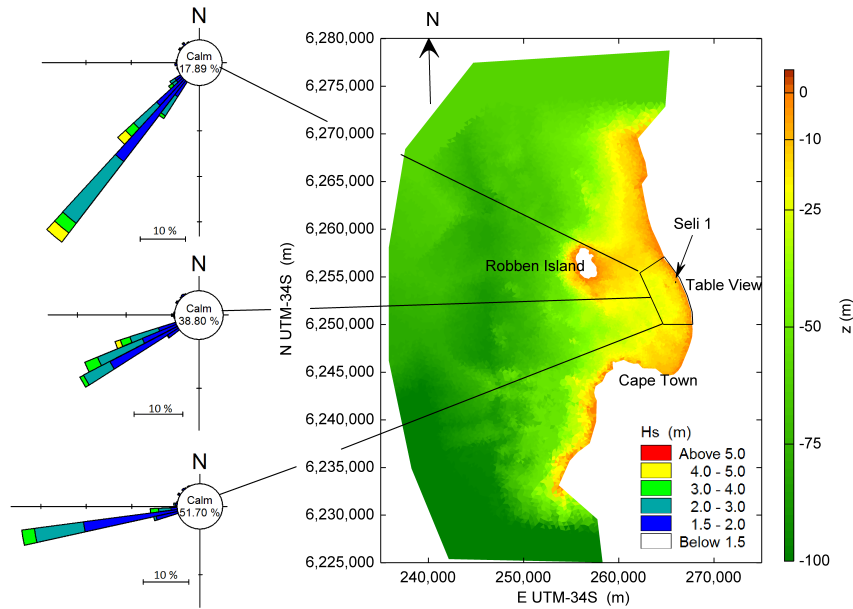 N
Calm
17.89 %
10 %
N
Calm
38.80 %
10 %
N
Calm
51.70 %
10 %
N
6,280,000
6,275,000
6,270,000
6,265,000
6,260,000
6,255,000
6,250,000
6,245,000
6,240,000
6,235,000
6,230,000
6,225,000
N UTM-34S (m)
240,000
250,000
260,000
270,000
E UTM-34S (m)
Seli 1
Robben Island
Table View
Cape Town
Hs (m)
Above 5.0
4.0 - 5.0
3.0 - 4.0
2.0 - 3.0
1.5 - 2.0
Below 1.5
0
-10
-25
-50
-75
-100
z (m)